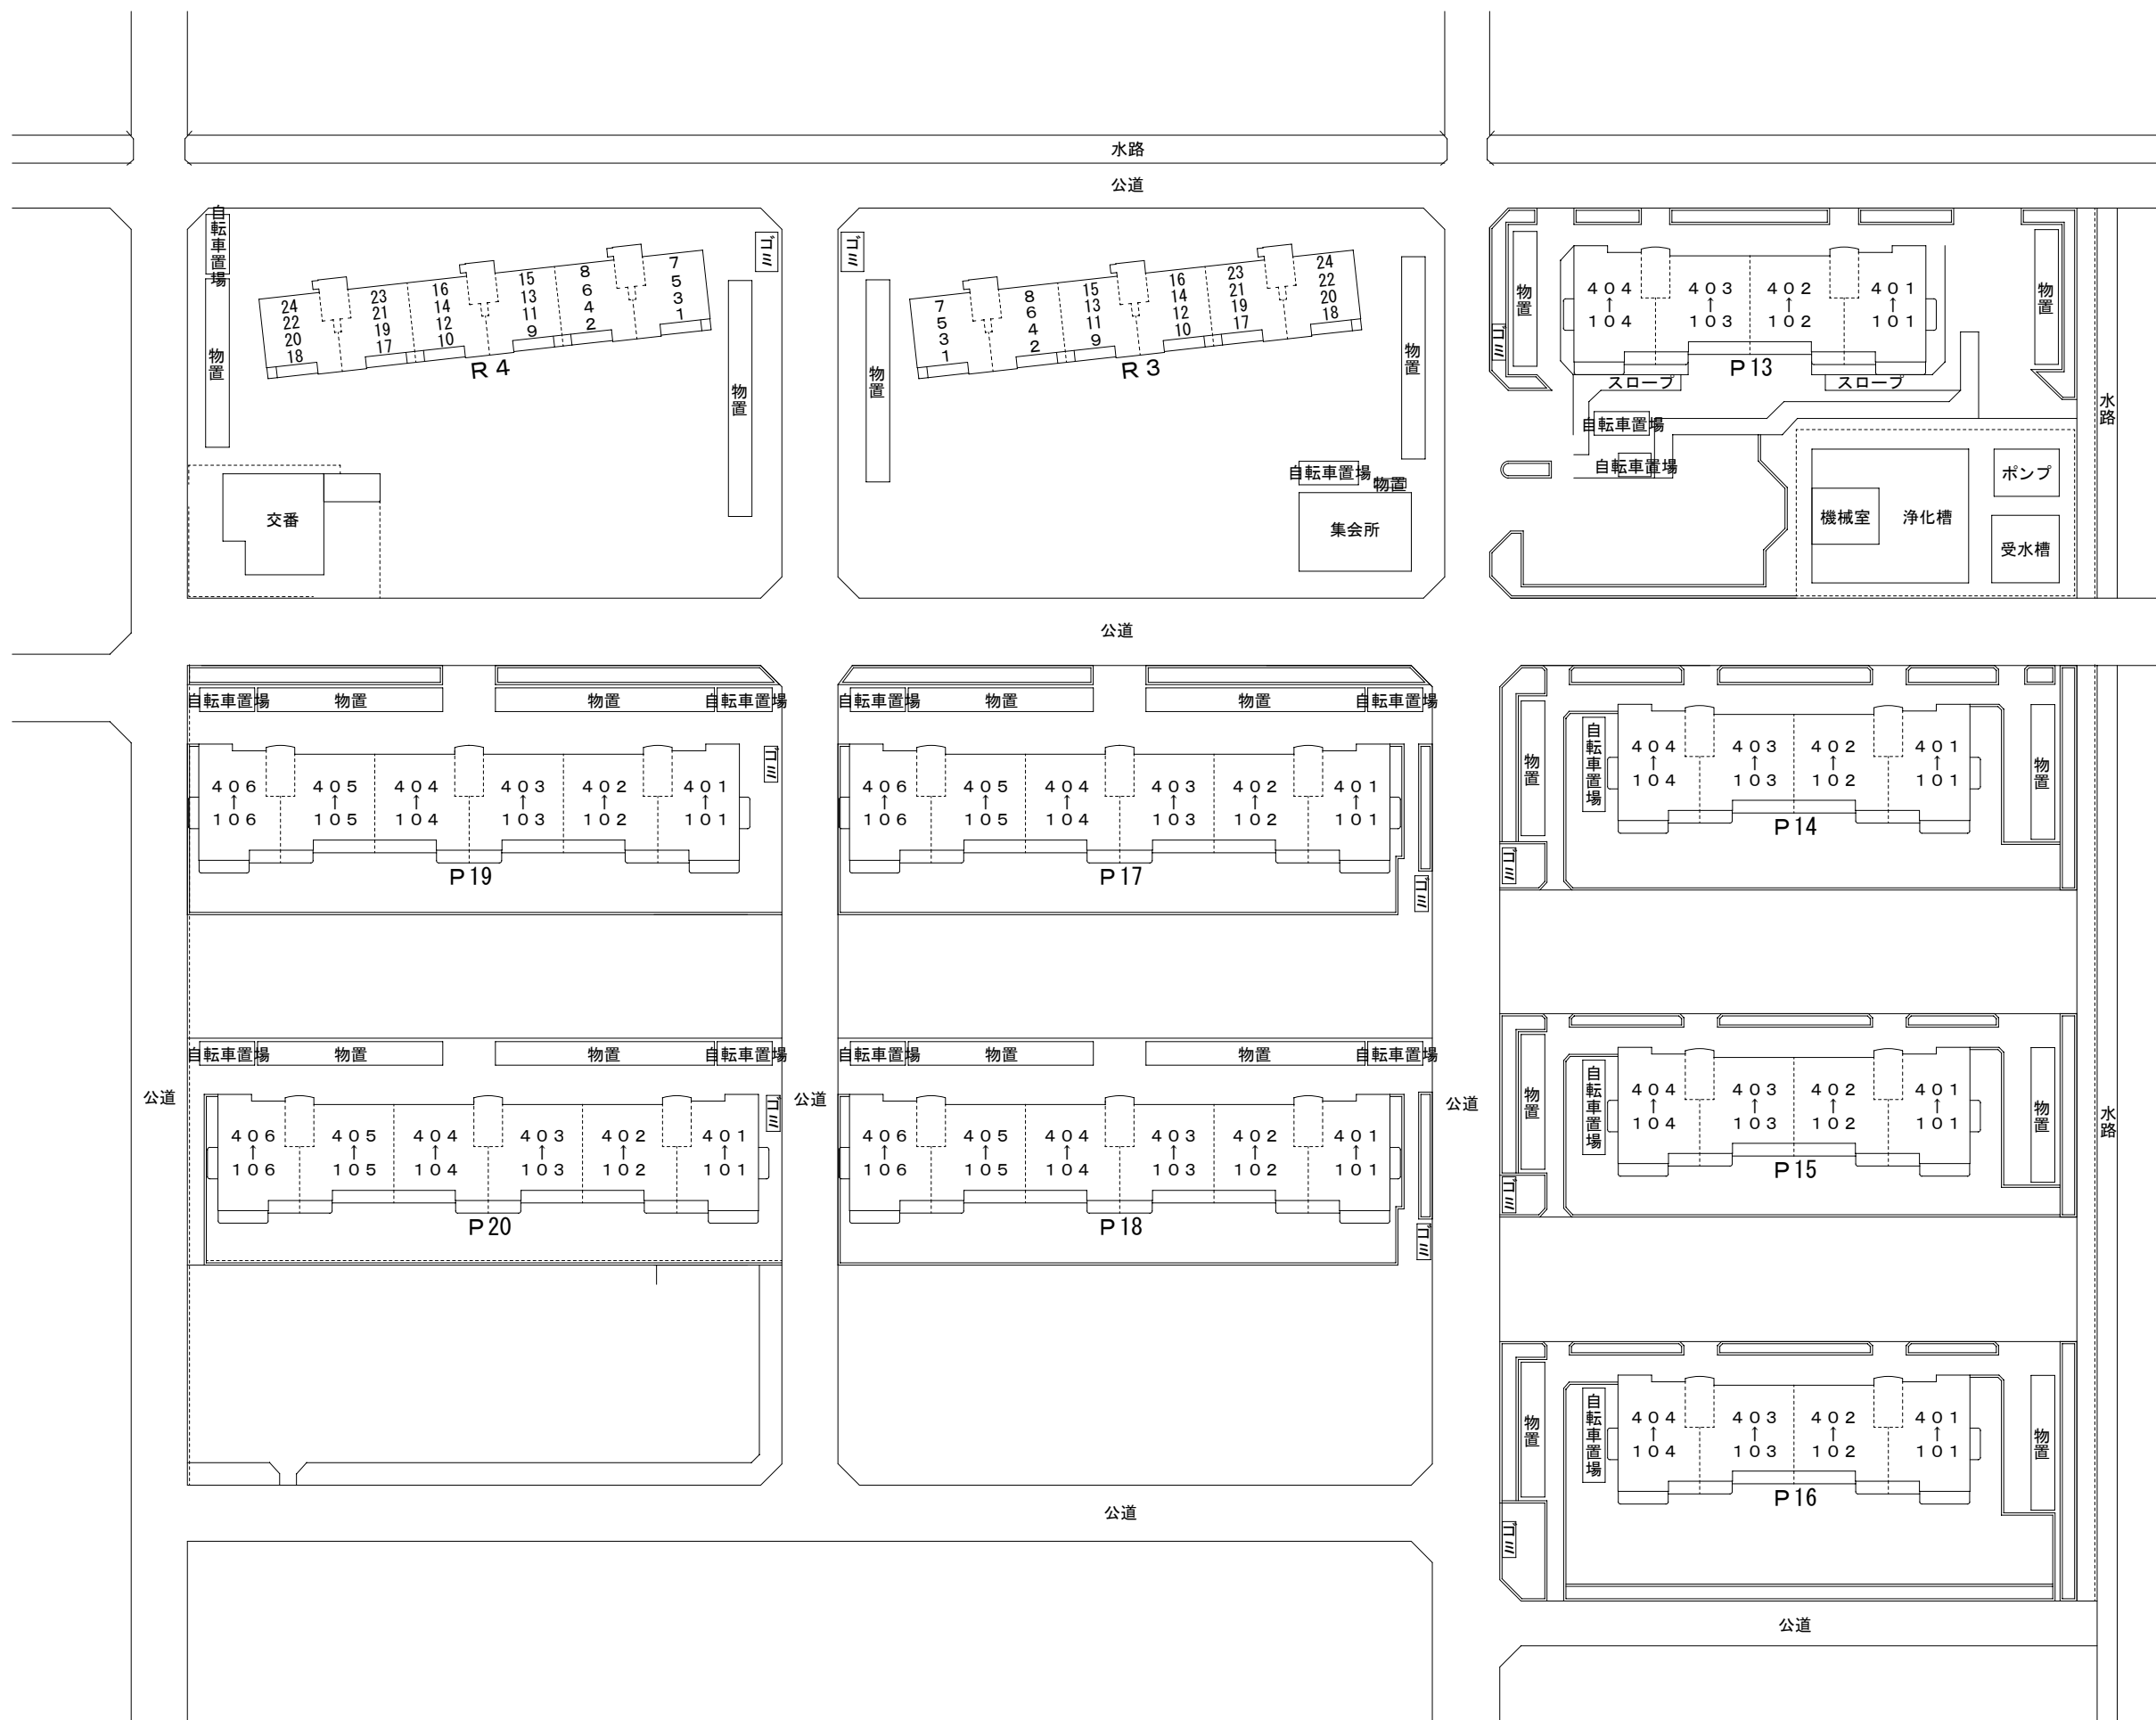 水路
公道
自転車置場
物置
24
22
20
18
23
21
19
17
16
14
12
10
15
13
11
9
8
6
4
2
7
5
3
1
R4
ゴミ
物置
交番
ゴミ
物置
7
5
3
1
8
6
4
2
15
13
11
9
16
14
12
10
23
21
19
17
24
22
20
18
R3
物置
自転車置場
物置
集会所
物置
ゴミ
404 403 402 401
↑ ↑ ↑ ↑
104 103 102 101
P13
スロープ
スロープ
物置
水路
自転車置場
自転車置場
機械室
浄化槽
ポンプ
受水槽
公道
自転車置場 物置 物置 自転車置場
ゴミ
406 405 404 403 402 401
↑ ↑ ↑ ↑ ↑ ↑
106 105 104 103 102 101
P19
自転車置場 物置 物置 自転車置場
406 405 404 403 402 401
↑ ↑ ↑ ↑ ↑ ↑
106 105 104 103 102 101
P17
ゴミ
物置
自転車置場
404 403 402 401
↑ ↑ ↑ ↑
104 103 102 101
P14
物置
ゴミ
公道
自転車置場 物置 物置 自転車置場
ゴミ
406 405 404 403 402 401
↑ ↑ ↑ ↑ ↑ ↑
106 105 104 103 102 101
P20
公道
自転車置場 物置 物置 自転車置場
406 405 404 403 402 401
↑ ↑ ↑ ↑ ↑ ↑
106 105 104 103 102 101
P18
ゴミ
公道
物置
自転車置場
404 403 402 401
↑ ↑ ↑ ↑
104 103 102 101
P15
物置
ゴミ
水路
物置
自転車置場
404 403 402 401
↑ ↑ ↑ ↑
104 103 102 101
P16
物置
ゴミ
公道
公道